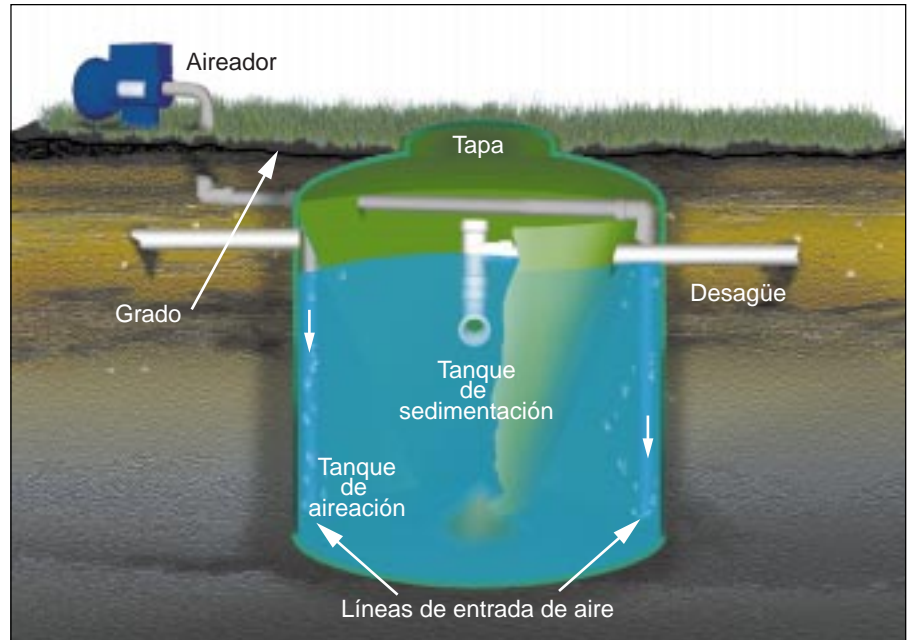 Aireador
Tapa
Grado
Desagüe
Tanque
de
sedimentación
Tanque
de
aireación
Líneas de entrada de aire